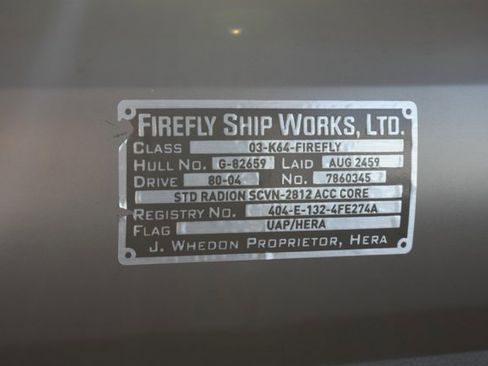 FIREFLY SHIP WORKS, LTD.
CLASS 03-K64-FIREFLY
HULL NO. G-82659 LAID AUG 2459
DRIVE 80-04 NO. 7860345
STD RADION SCVN-2812 ACC CORE
REGISTRY NO. 404-E-132-4FE274A
FLAG UAP/HERA
J. WHEDON PROPRIETOR, HERA